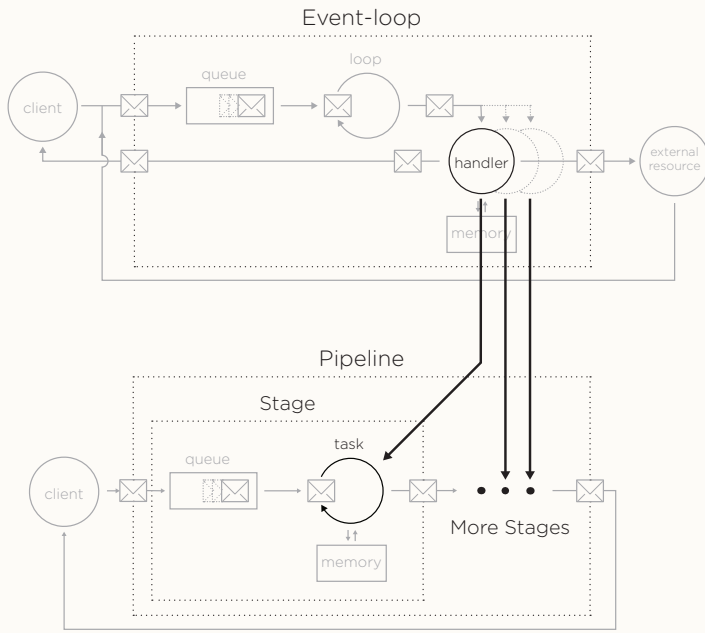 Event-loop
loop
queue
client
handler
external
resource
memory
Pipeline
Stage
task
queue
client
More Stages
memory